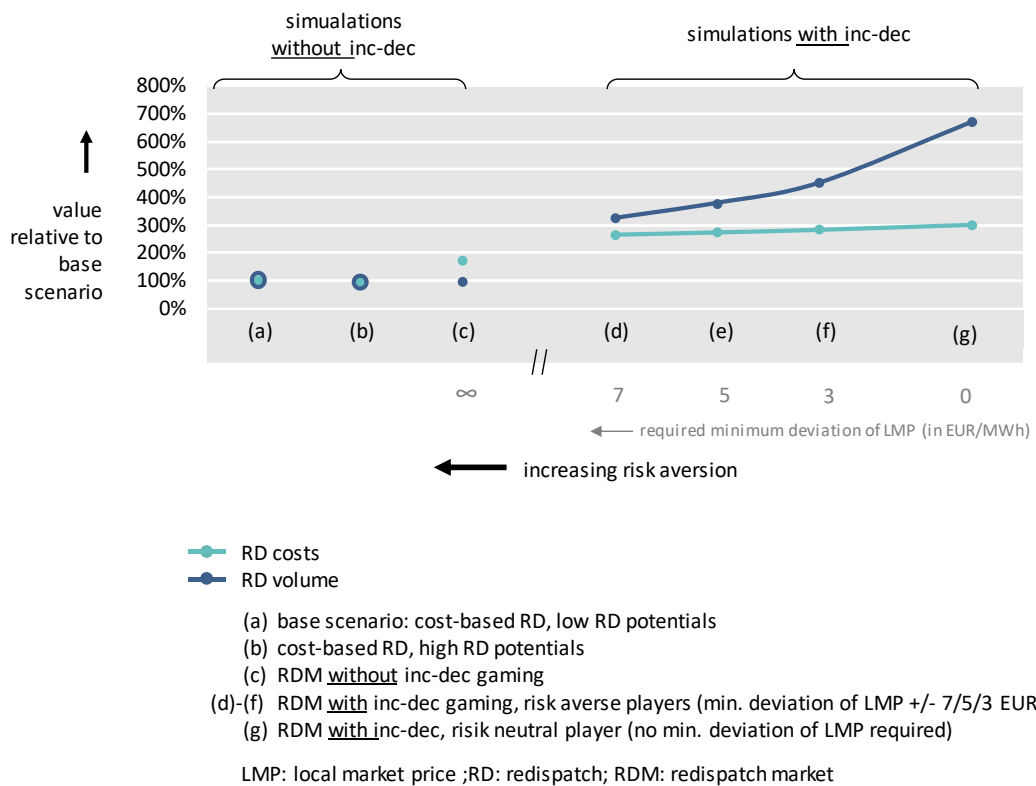 simualations
without inc-dec
simulations with inc-dec
800%
700%
600%
500%
400%
300%
200%
100%
0%
value
relative to
base
scenario
(a) (b) (c) (d) (e) (f) (g)
∞ 7 5 3 0
required minimum deviation of LMP (in EUR/MWh)
increasing risk aversion
RD costs
RD volume
(a) base scenario: cost-based RD, low RD potentials
(b) cost-based RD, high RD potentials
(c) RDM without inc-dec gaming
(d)-(f) RDM with inc-dec gaming, risk averse players (min. deviation of LMP +/- 7/5/3 EUR
(g) RDM with inc-dec, risik neutral player (no min. deviation of LMP required)
LMP: local market price ;RD: redispatch; RDM: redispatch market